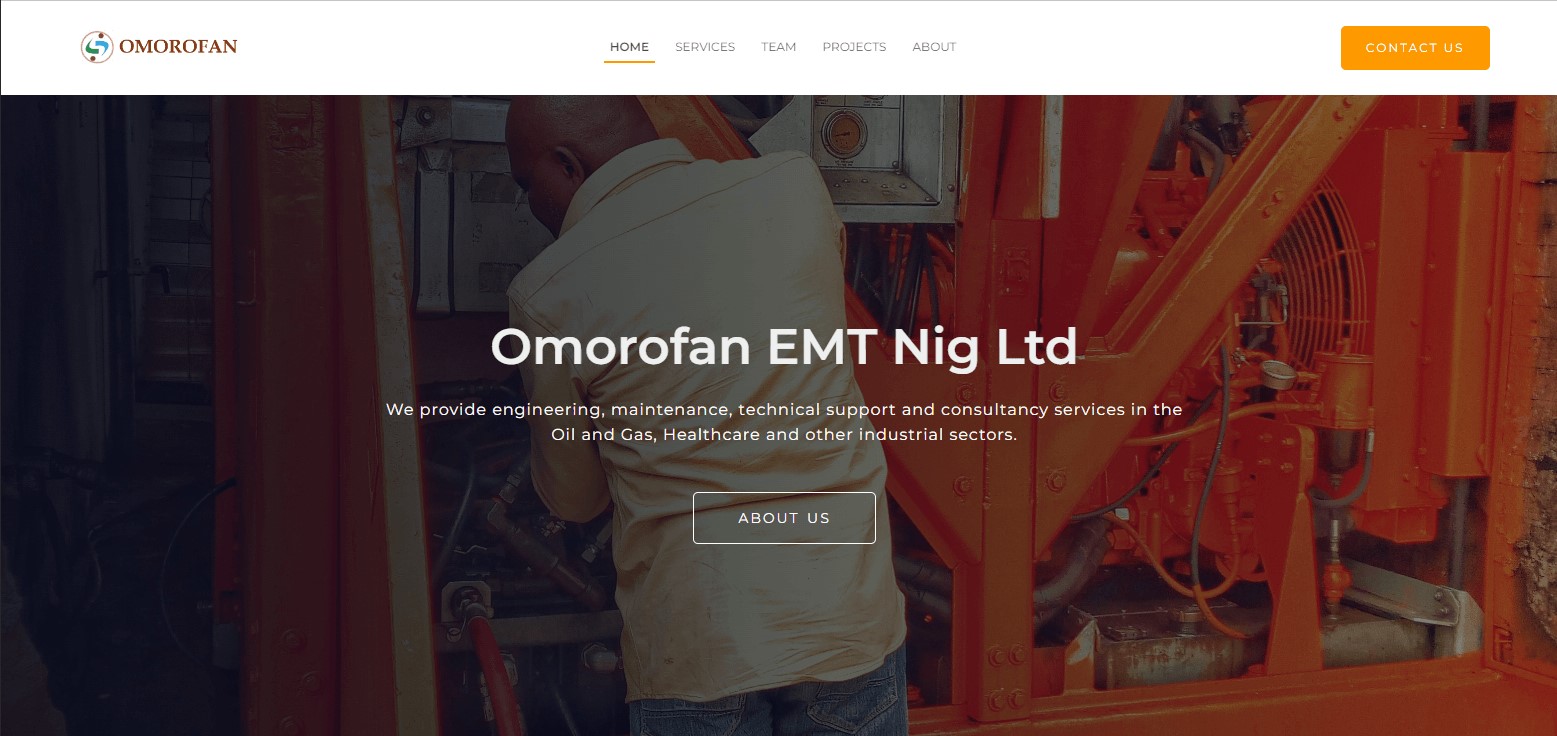 OMOROFAN
HOME SERVICES TEAM PROJECTS ABOUT
CONTACT US
Omorofan EMT Nig Ltd
We provide engineering, maintenance, technical support and consultancy services in the
Oil and Gas, Healthcare and other industrial sectors.
ABOUT US